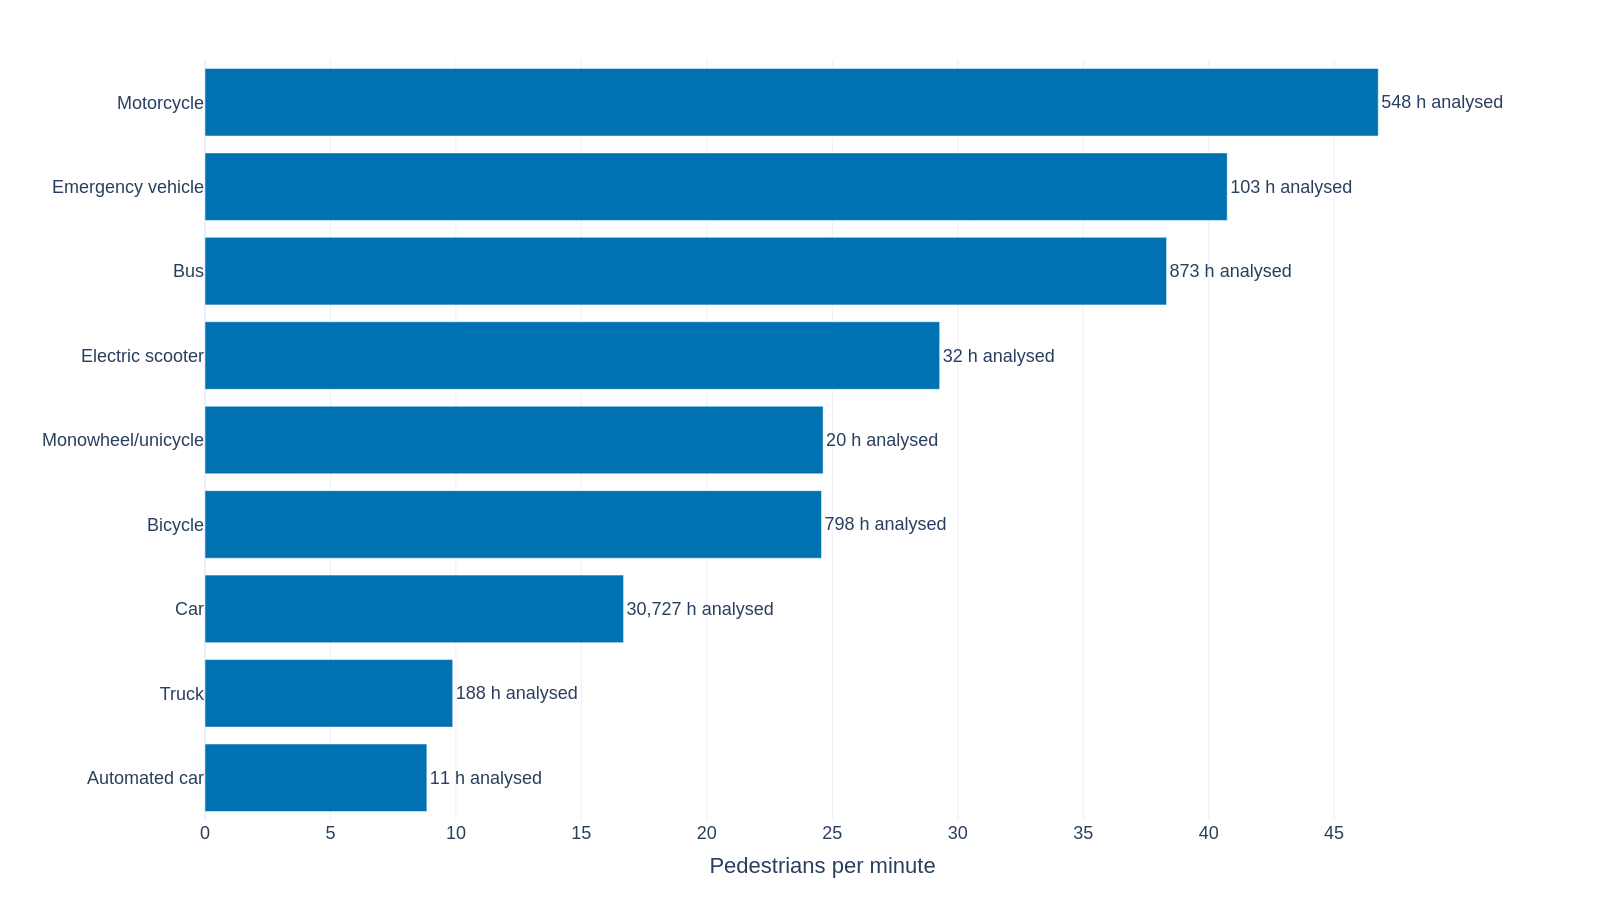 Motorcycle 548 h analysed
Emergency vehicle 103 h analysed
Bus 873 h analysed
Electric scooter 32 h analysed
Monowheel/unicycle 20 h analysed
Bicycle 798 h analysed
Car 30,727 h analysed
Truck 188 h analysed
Automated car 11 h analysed
0 5 10 15 20 25 30 35 40 45
Pedestrians per minute